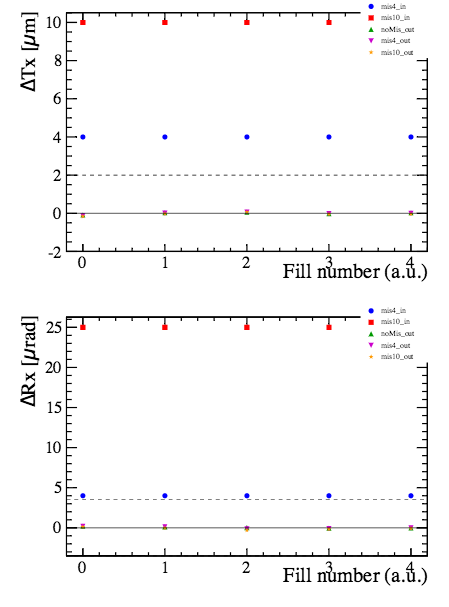 ΔTx [μm]
10
8
6
4
2
0
-2
0 1 2 3 4
Fill number (a.u.)
mis4_in
mis10_in
noMis_out
mis4_out
mis10_out
ΔRx [μrad]
25
20
15
10
5
0
0 1 2 3 4
Fill number (a.u.)
mis4_in
mis10_in
noMis_out
mis4_out
mis10_out